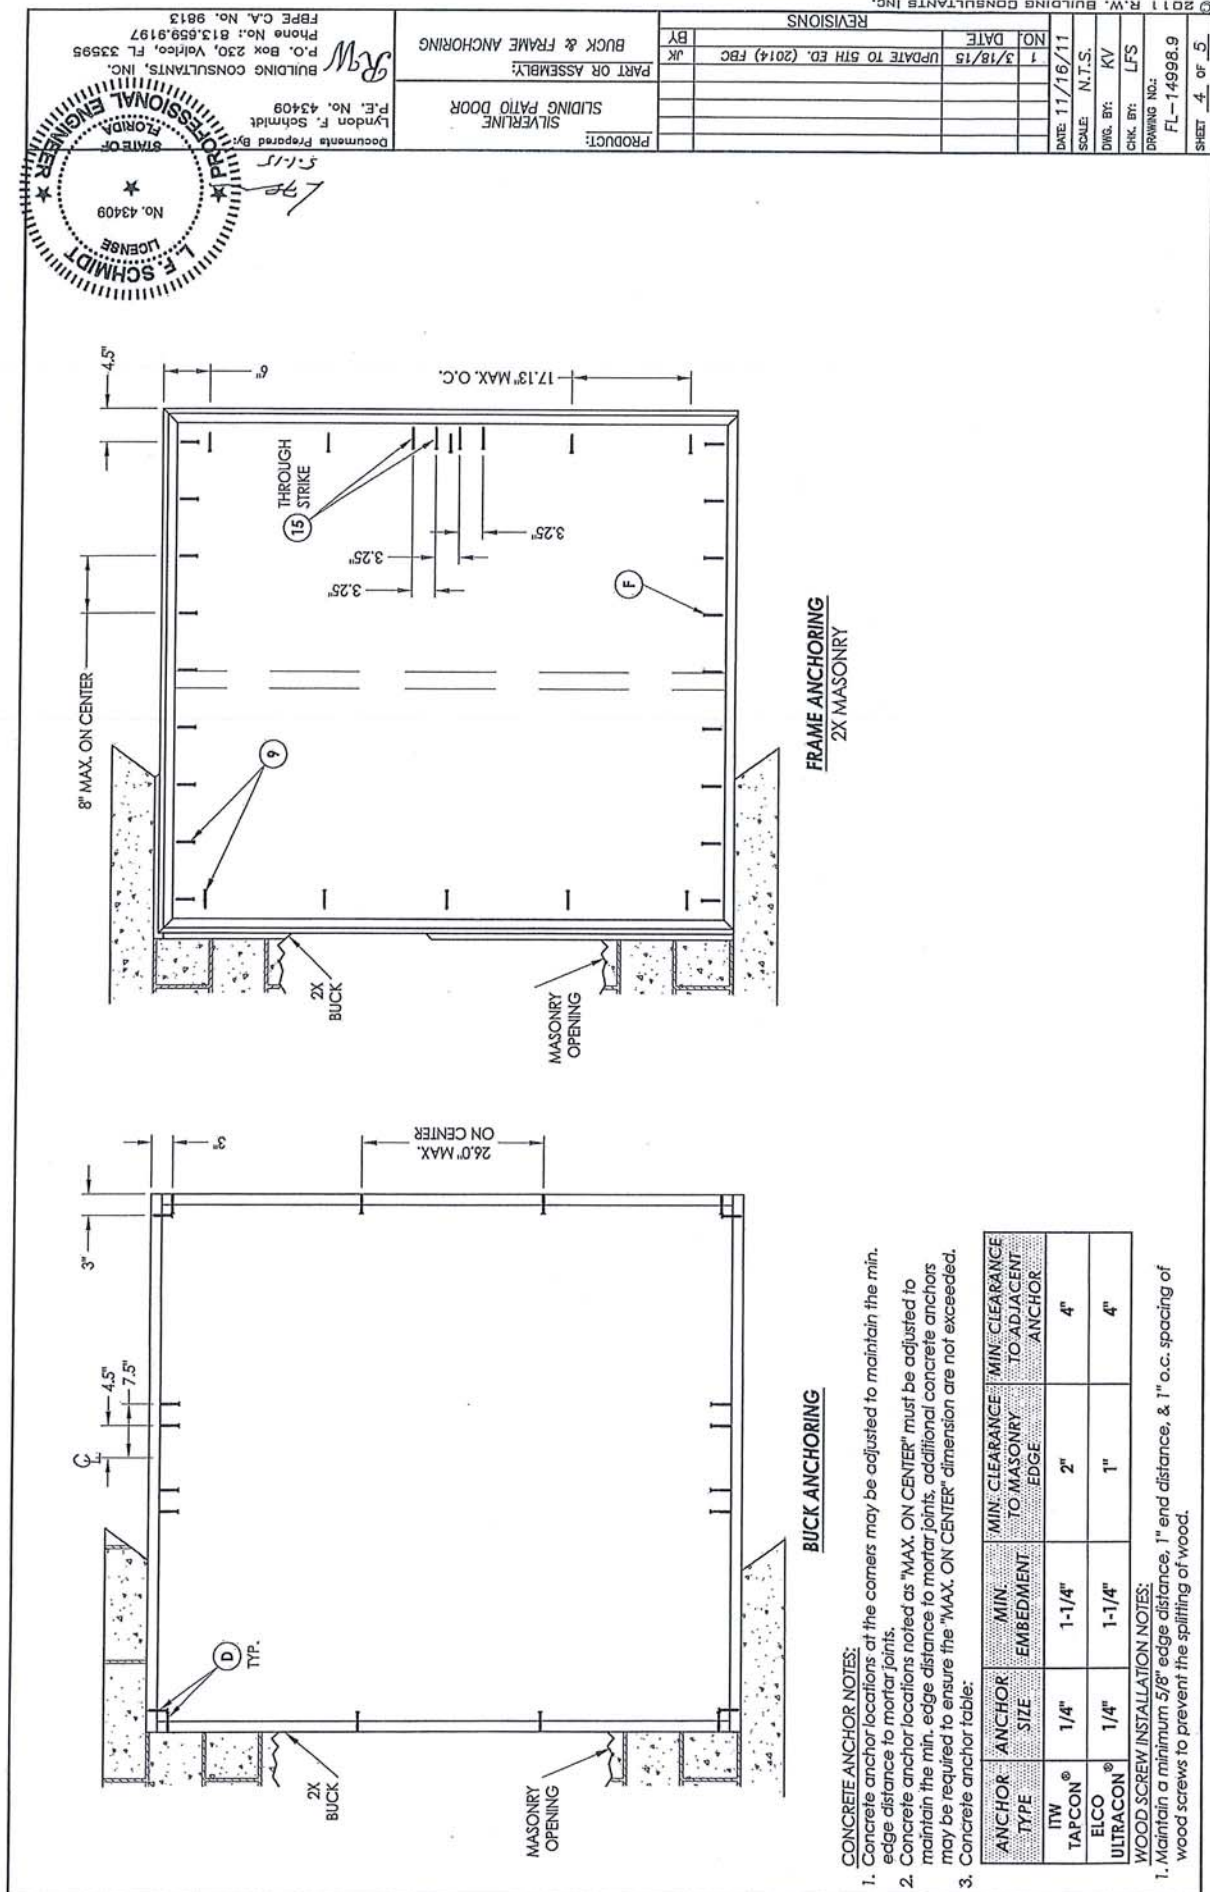 © 2011 R.W. BUILDING CONSULTANTS INC.
FBPE C.A. No. 9813
Phone No.: 813.659.9197
P.O. Box 230, Valrico, FL 33595
BUILDING CONSULTANTS, INC.
RW
P.E. No. 43409
Lyndon F. Schmidt
Documents Prepared By:
5-1-15
L. F. SCHMIDT
LICENSE
No. 43409
STATE OF
FLORIDA
PROFESSIONAL ENGINEER
PRODUCT:
SILVERLINE
SLIDING PATIO DOOR
PART OR ASSEMBLY:
BUCK & FRAME ANCHORING
REVISIONS
NO. DATE BY
1 3/18/15 UPDATE TO 5TH ED. (2014) FBC JK
DATE: 11/16/11
SCALE: N.T.S.
DWG. BY: KV
CHK. BY: LFS
DRAWING NO.:
FL-14998.9
SHEET 4 OF 5
4.5"
6"
17.13" MAX. O.C.
8" MAX. ON CENTER
15
THROUGH
STRIKE
3.25"
3.25"
3.25"
9
F
2X
BUCK
MASONRY
OPENING
FRAME ANCHORING
2X MASONRY
3"
3"
26.0" MAX.
ON CENTER
4.5"
7.5"
CL
D
TYP.
2X
BUCK
MASONRY
OPENING
BUCK ANCHORING
CONCRETE ANCHOR NOTES:
1. Concrete anchor locations at the corners may be adjusted to maintain the min.
edge distance to mortar joints.
2. Concrete anchor locations noted as "MAX. ON CENTER" must be adjusted to
maintain the min. edge distance to mortar joints, additional concrete anchors
may be required to ensure the "MAX. ON CENTER" dimension are not exceeded.
3. Concrete anchor table:
ANCHOR TYPE ANCHOR SIZE MIN. EMBEDMENT MIN. CLEARANCE TO MASONRY EDGE MIN. CLEARANCE TO ADJACENT ANCHOR
ITW TAPCON® 1/4" 1-1/4" 2" 4"
ELCO ULTRACON® 1/4" 1-1/4" 1" 4"
WOOD SCREW INSTALLATION NOTES:
1. Maintain a minimum 5/8" edge distance, 1" end distance, & 1" o.c. spacing of
wood screws to prevent the splitting of wood.